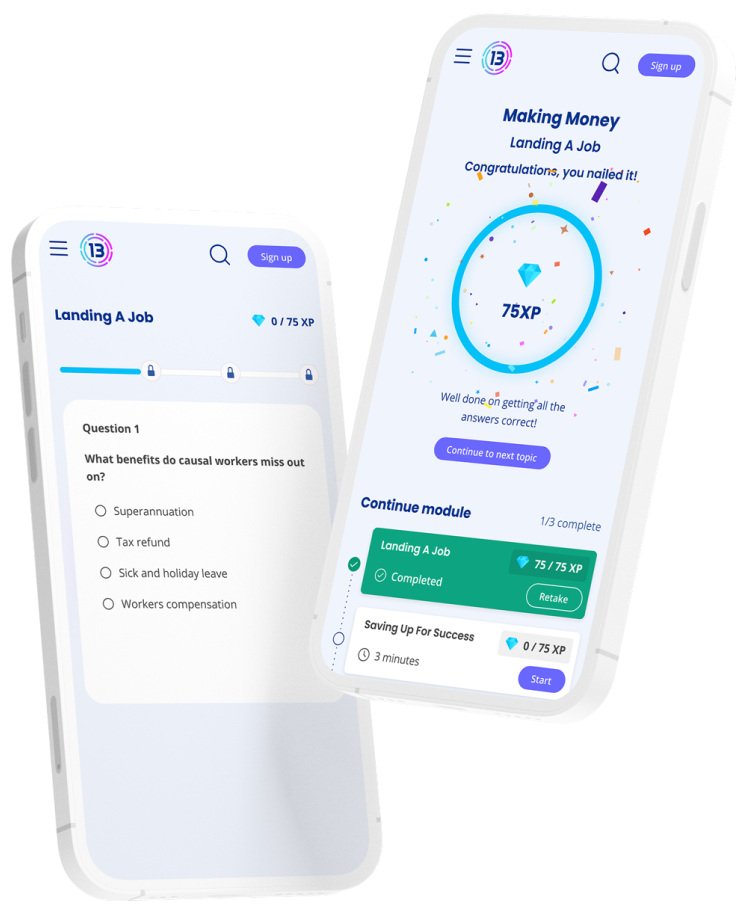 13
Sign up
Landing A Job
0 / 75 XP
Question 1
What benefits do causal workers miss out
on?
Superannuation
Tax refund
Sick and holiday leave
Workers compensation
13
Sign up
Making Money
Landing A Job
Congratulations, you nailed it!
75XP
Well done on getting all the
answers correct!
Continue to next topic
Continue module
1/3 complete
Landing A Job
75 / 75 XP
Completed
Retake
Saving Up For Success
0 / 75 XP
3 minutes
Start